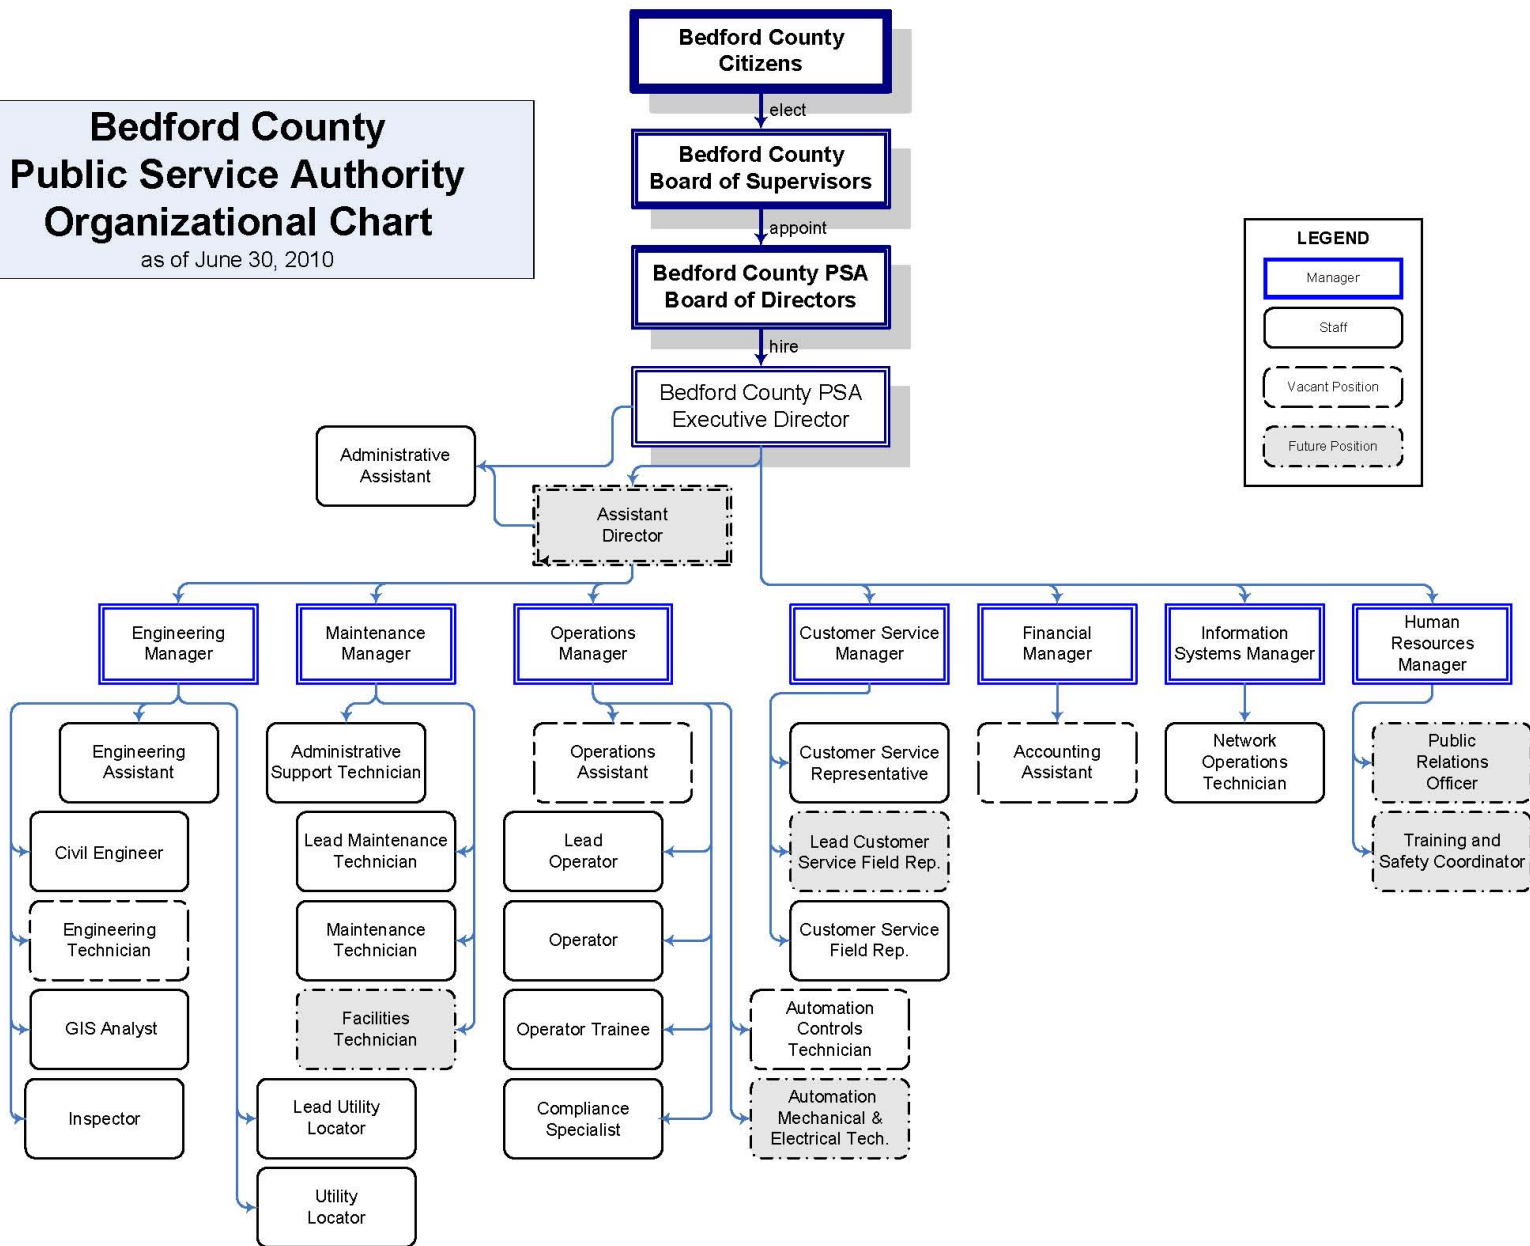 Bedford County
Citizens
elect
Bedford County
Public Service Authority
Organizational Chart
as of June 30, 2010
Bedford County
Board of Supervisors
appoint
Bedford County PSA
Board of Directors
hire
Bedford County PSA
Executive Director
LEGEND
Manager
Staff
Vacant Position
Future Position
Administrative
Assistant
Assistant
Director
Engineering
Manager
Maintenance
Manager
Operations
Manager
Customer Service
Manager
Financial
Manager
Information
Systems Manager
Human
Resources
Manager
Engineering
Assistant
Civil Engineer
Engineering
Technician
GIS Analyst
Inspector
Lead Utility
Locator
Utility
Locator
Administrative
Support Technician
Lead Maintenance
Technician
Maintenance
Technician
Facilities
Technician
Operations
Assistant
Lead
Operator
Operator
Operator Trainee
Compliance
Specialist
Automation
Controls
Technician
Automation
Mechanical &
Electrical Tech.
Customer Service
Representative
Lead Customer
Service Field Rep.
Customer Service
Field Rep.
Accounting
Assistant
Network
Operations
Technician
Public
Relations
Officer
Training and
Safety Coordinator